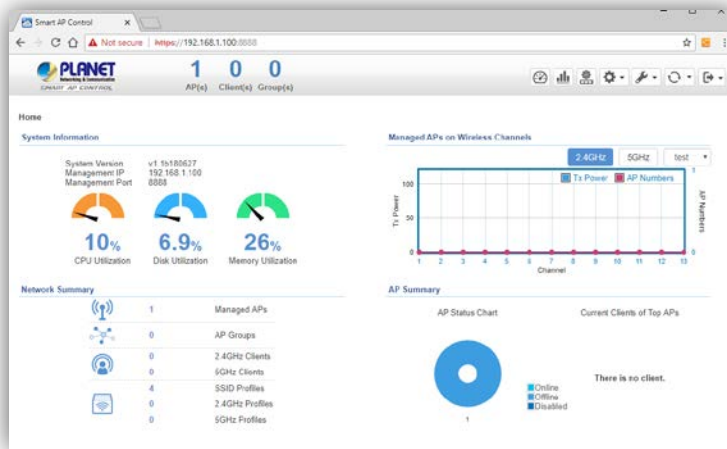 Smart AP Control
Not secure | https://192.168.1.100:8888
PLANET
Networking & Communication
SMART AP CONTROL
1 0 0
AP(s) Client(s) Group(s)
Home
System Information
System Version v1.1b180627
Management IP 192.168.1.100
Management Port 8888
10% 6.9% 26%
CPU Utilization Disk Utilization Memory Utilization
Managed APs on Wireless Channels
2.4GHz 5GHz test
Tx Power AP Numbers
100
50
0
1
0
Tx Power
AP Numbers
1 2 3 4 5 6 7 8 9 10 11 12 13
Channel
Network Summary
1 Managed APs
0 AP Groups
0 2.4GHz Clients
0 5GHz Clients
4 SSID Profiles
0 2.4GHz Profiles
0 5GHz Profiles
AP Summary
AP Status Chart
Current Clients of Top APs
Online
Offline
Disabled
1
There is no client.